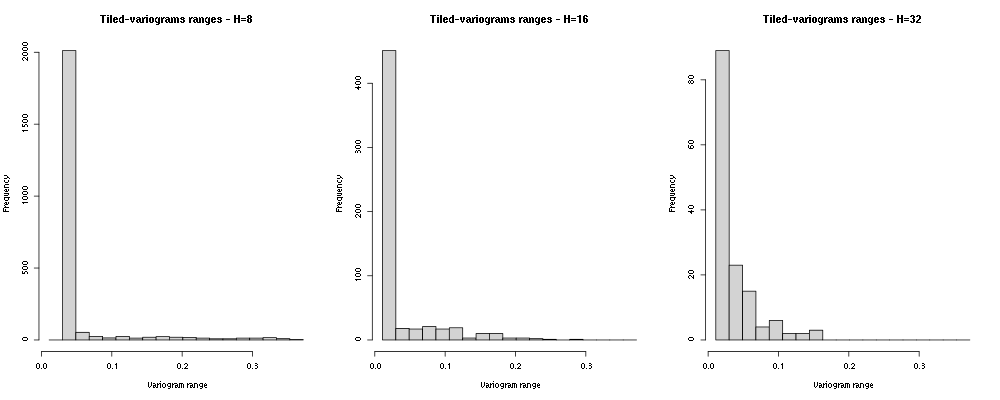 Tiled-variograms ranges - H=8
Frequency
2000
1500
1000
500
0
0.0 0.1 0.2 0.3
Variogram range
Tiled-variograms ranges - H=16
Frequency
400
300
200
100
0
0.0 0.1 0.2 0.3
Variogram range
Tiled-variograms ranges - H=32
Frequency
80
60
40
20
0
0.0 0.1 0.2 0.3
Variogram range